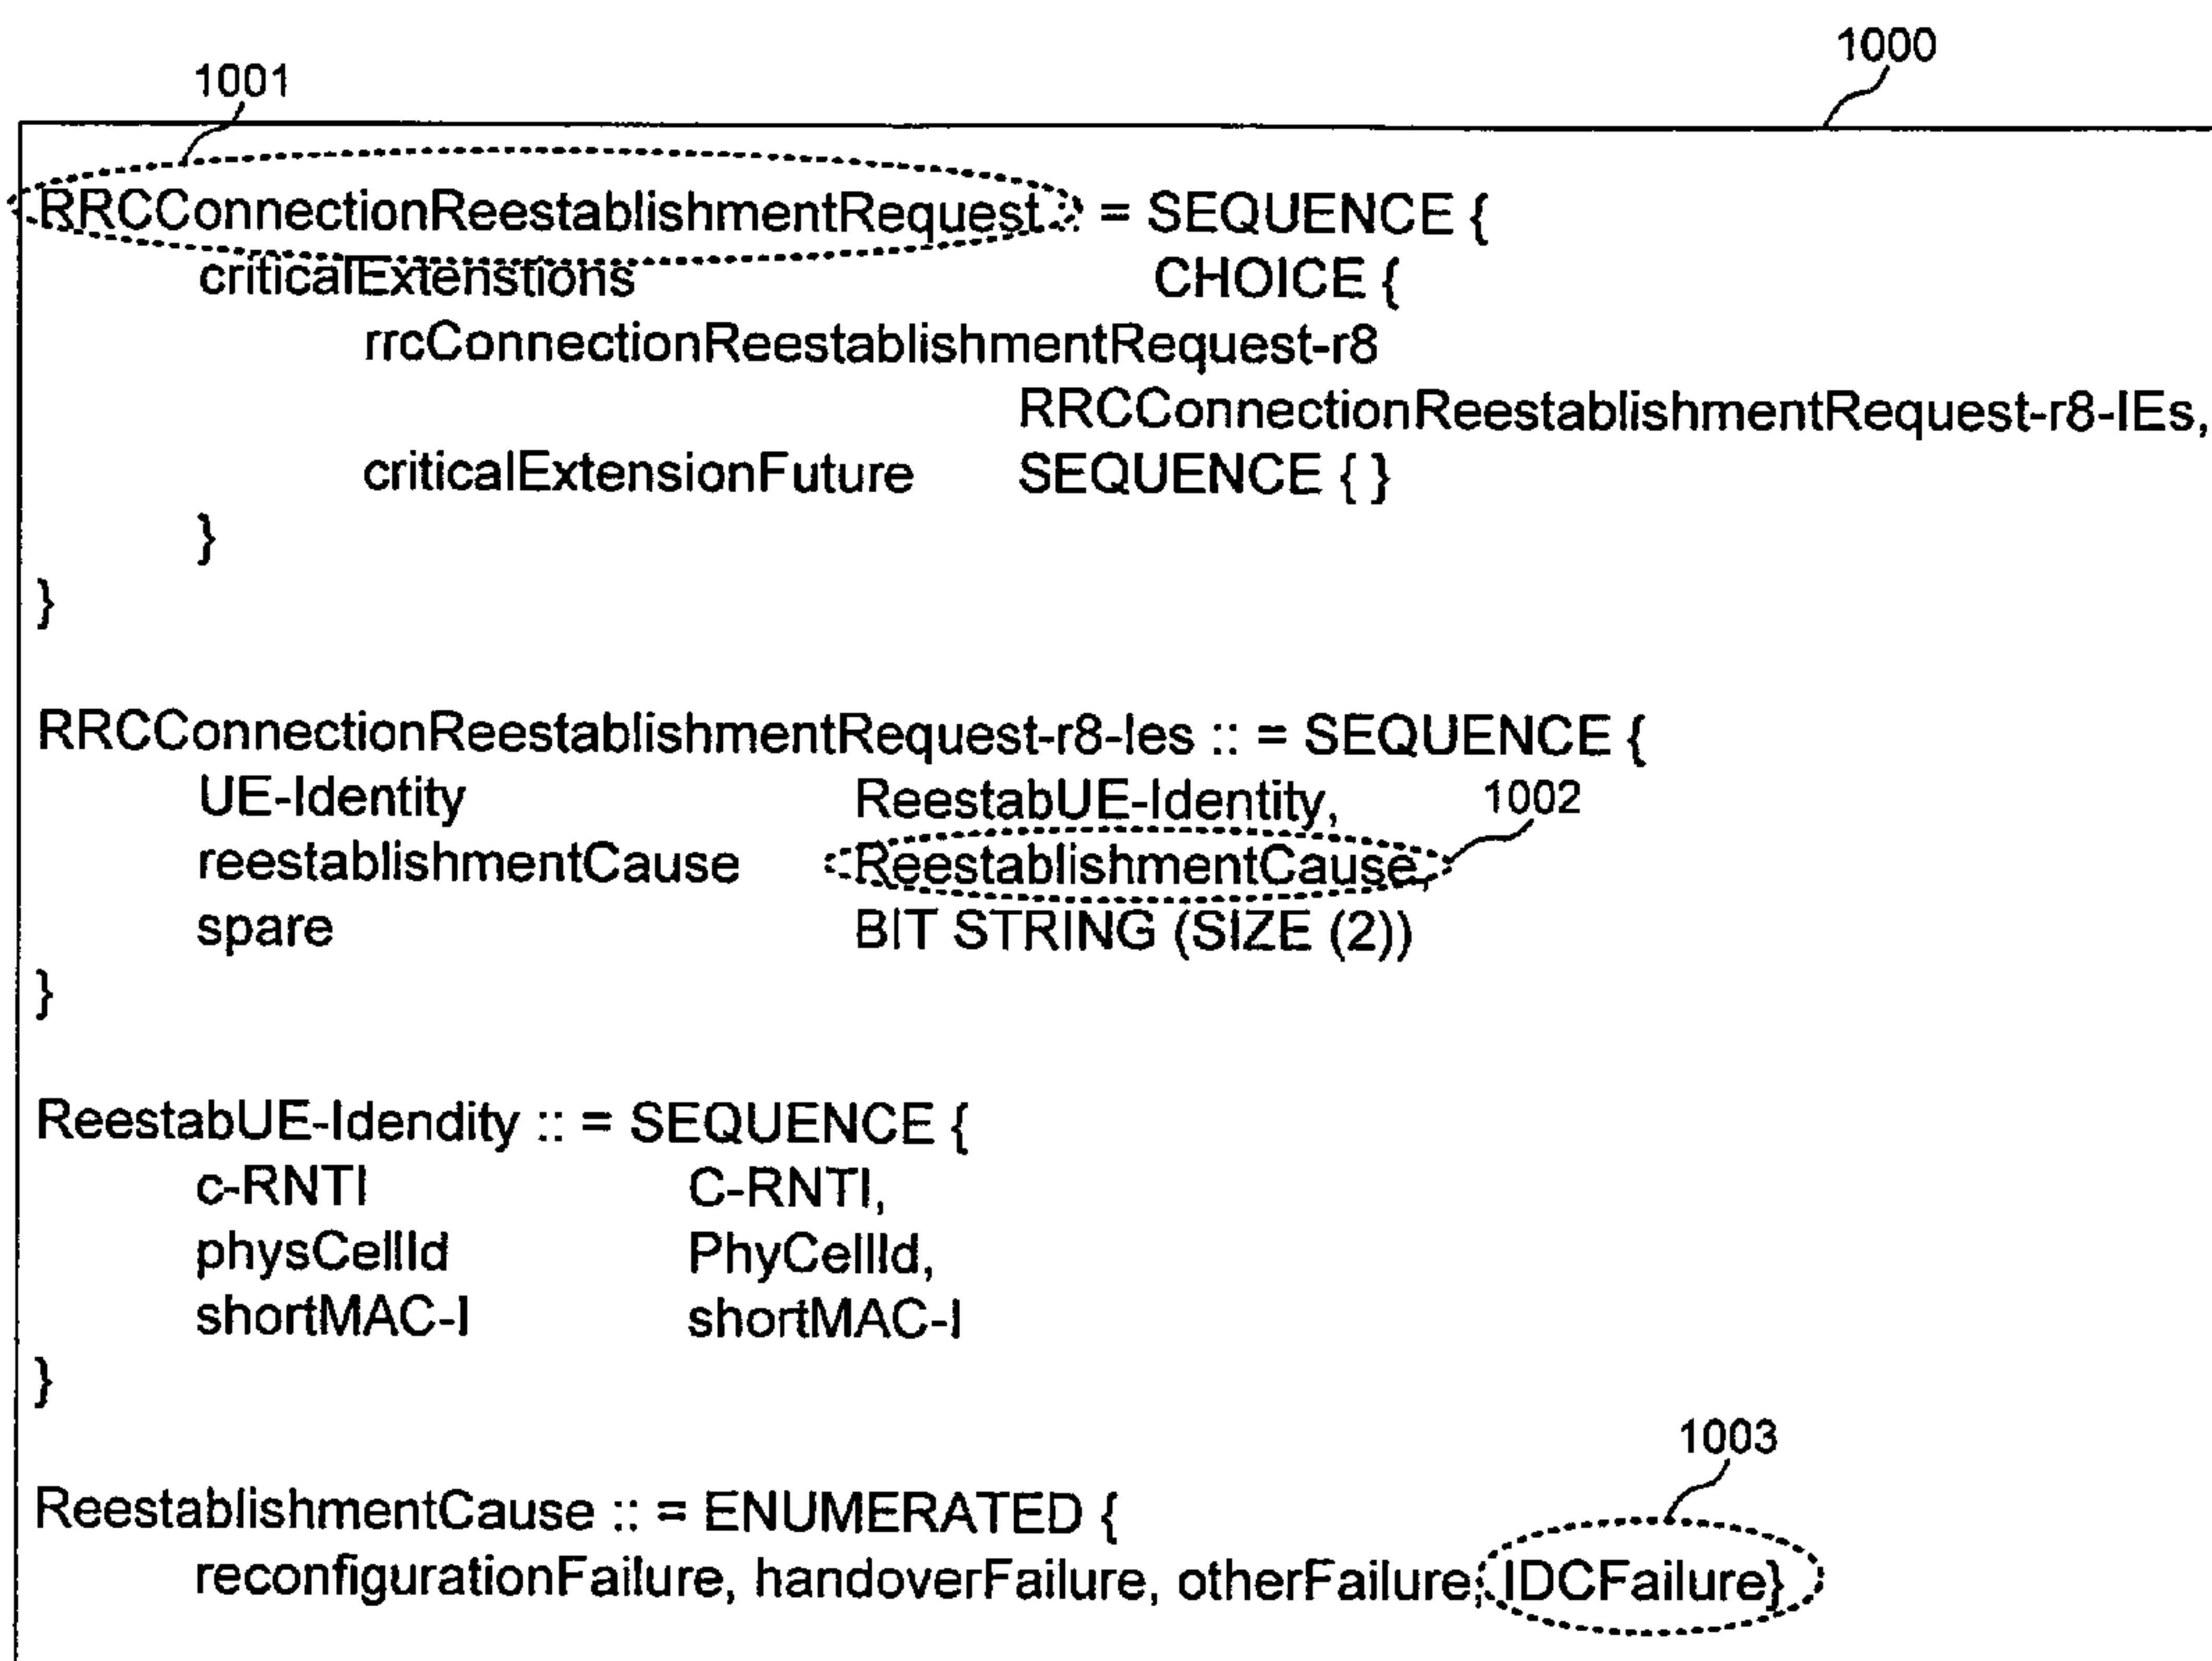 1000
1001
RRCConnectionReestablishmentRequest :: = SEQUENCE {
criticalExtenstions CHOICE {
rrcConnectionReestablishmentRequest-r8
RRCConnectionReestablishmentRequest-r8-IEs,
criticalExtensionFuture SEQUENCE { }
}
}
RRCConnectionReestablishmentRequest-r8-Ies :: = SEQUENCE {
UE-Identity ReestabUE-Identity, 1002
reestablishmentCause ReestablishmentCause,
spare BIT STRING (SIZE (2))
}
ReestabUE-Idendity :: = SEQUENCE {
c-RNTI C-RNTI,
physCellId PhyCellId,
shortMAC-I shortMAC-I
}
1003
ReestablishmentCause :: = ENUMERATED {
reconfigurationFailure, handoverFailure, otherFailure, IDCFailure}